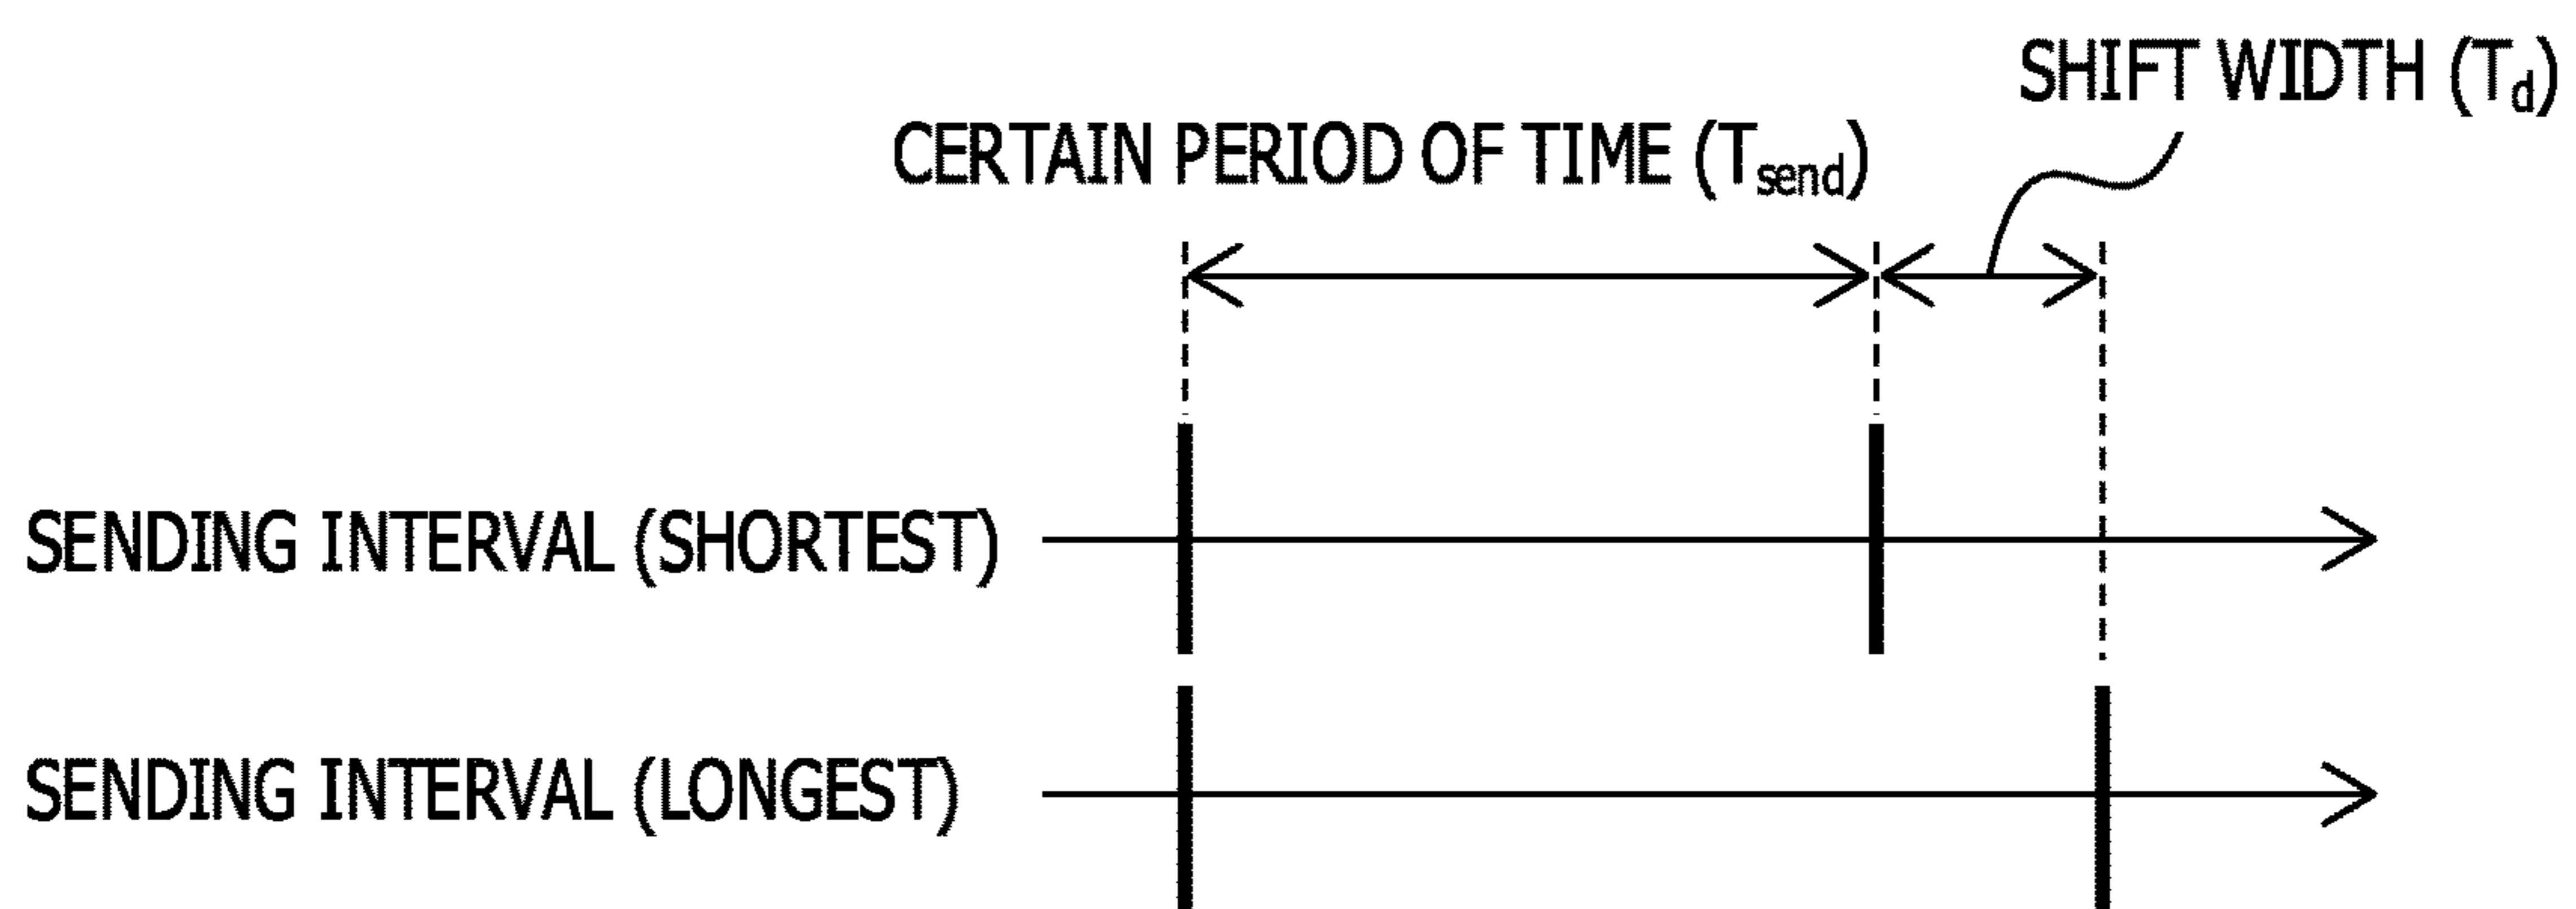 SHIFT WIDTH (Td)
CERTAIN PERIOD OF TIME (Tsend)
SENDING INTERVAL (SHORTEST)
SENDING INTERVAL (LONGEST)